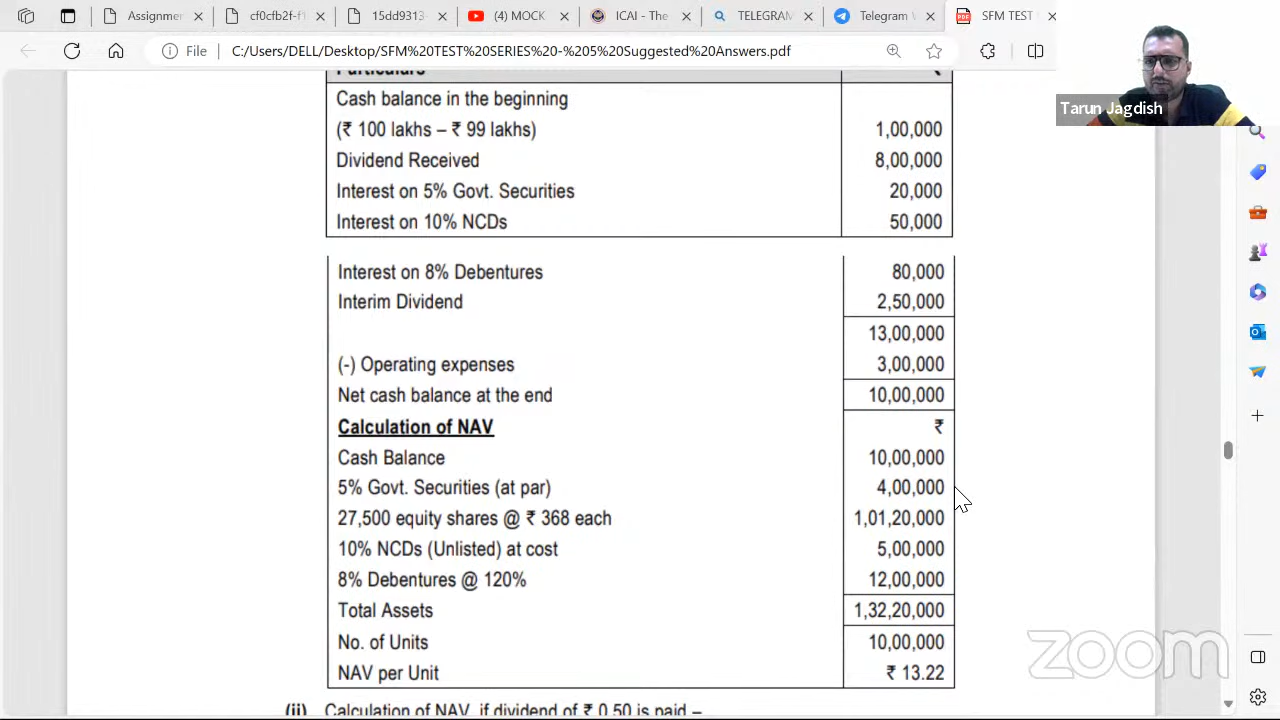 Assignment
cf0cfb2f-f1
15dd9313-
(4) MOCK
ICAI - The
TELEGRAM
Telegram
PDF
SFM TEST
File
C:/Users/DELL/Desktop/SFM%20TEST%20SERIES%20-%205%20Suggested%20Answers.pdf
Tarun Jagdish
Particulars ₹
Cash balance in the beginning
(₹ 100 lakhs – ₹ 99 lakhs) 1,00,000
Dividend Received 8,00,000
Interest on 5% Govt. Securities 20,000
Interest on 10% NCDs 50,000
Interest on 8% Debentures 80,000
Interim Dividend 2,50,000
13,00,000
(-) Operating expenses 3,00,000
Net cash balance at the end 10,00,000
Calculation of NAV ₹
Cash Balance 10,00,000
5% Govt. Securities (at par) 4,00,000
27,500 equity shares @ ₹ 368 each 1,01,20,000
10% NCDs (Unlisted) at cost 5,00,000
8% Debentures @ 120% 12,00,000
Total Assets 1,32,20,000
No. of Units 10,00,000
NAV per Unit ₹ 13.22
(ii) Calculation of NAV, if dividend of ₹ 0.50 is paid –
zoom